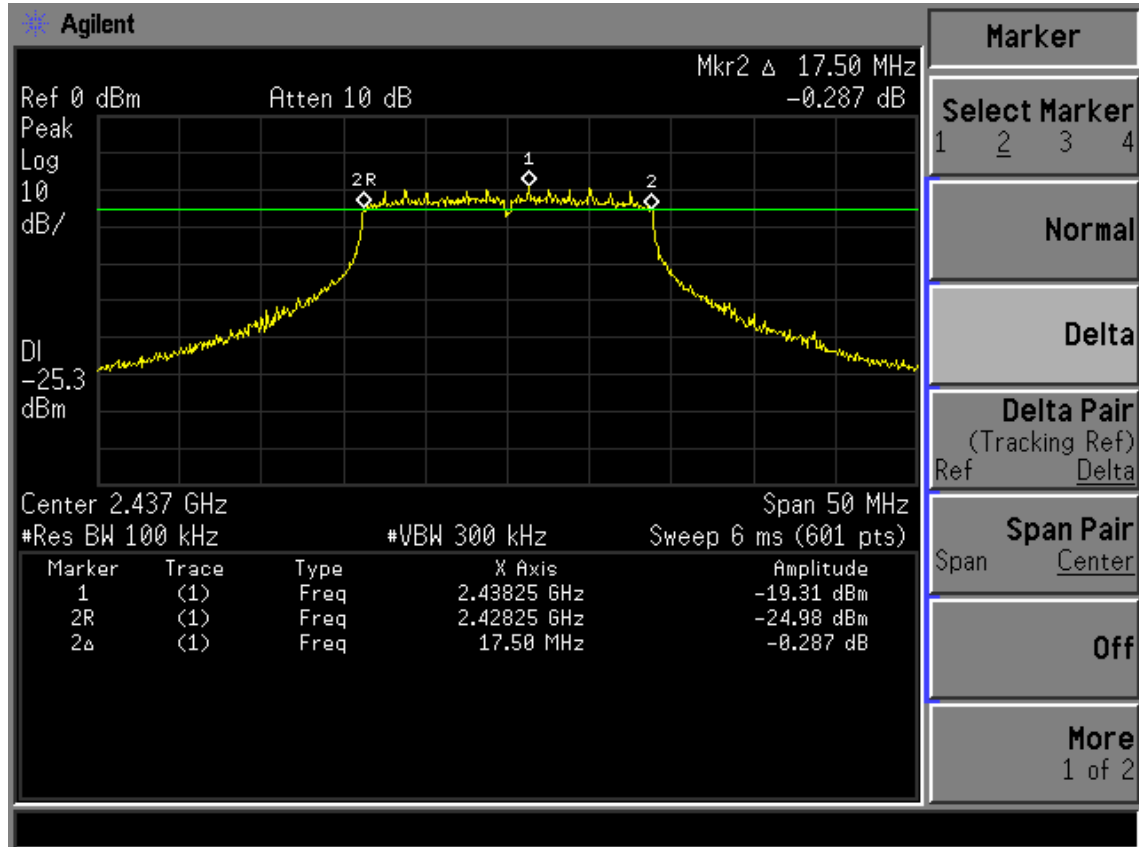 Agilent
Marker
Mkr2 Δ 17.50 MHz
Ref 0 dBm Atten 10 dB -0.287 dB
Peak
Log
10
dB/
1
2R
2
DI
-25.3
dBm
Center 2.437 GHz Span 50 MHz
#Res BW 100 kHz #VBW 300 kHz Sweep 6 ms (601 pts)
Marker Trace Type X Axis Amplitude
1 (1) Freq 2.43825 GHz -19.31 dBm
2R (1) Freq 2.42825 GHz -24.98 dBm
2Δ (1) Freq 17.50 MHz -0.287 dB
Select Marker
1 2 3 4
Normal
Delta
Delta Pair
(Tracking Ref)
Ref Delta
Span Pair
Span Center
Off
More
1 of 2